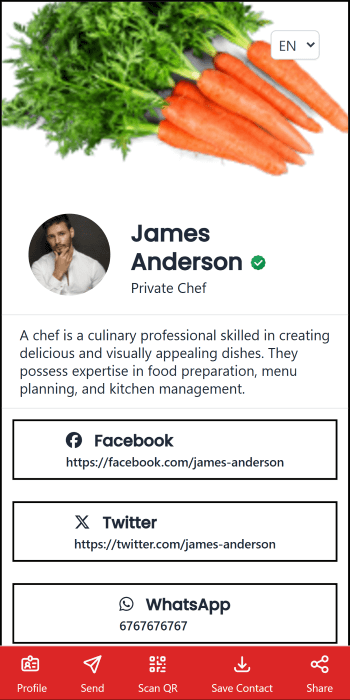 EN
James
Anderson
Private Chef
A chef is a culinary professional skilled in creating
delicious and visually appealing dishes. They
possess expertise in food preparation, menu
planning, and kitchen management.
Facebook
https://facebook.com/james-anderson
Twitter
https://twitter.com/james-anderson
WhatsApp
6767676767
Profile
Send
Scan QR
Save Contact
Share